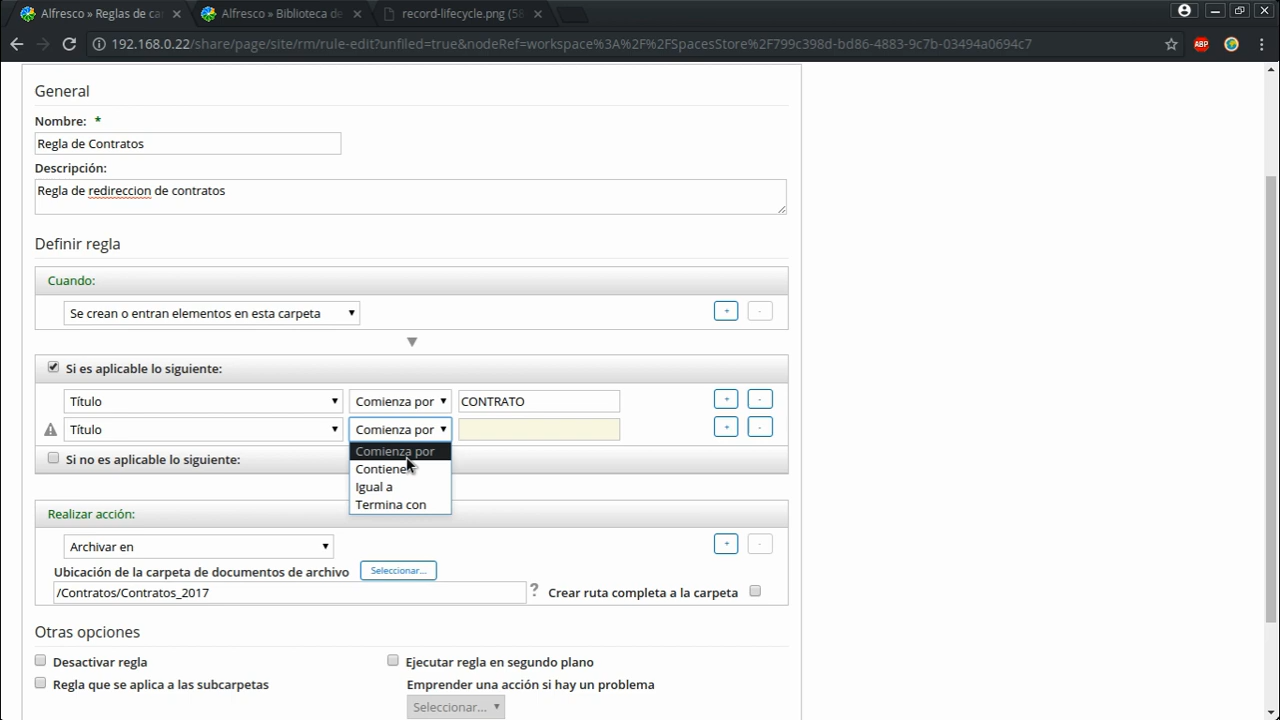 Alfresco » Reglas de ca
Alfresco » Biblioteca de
record-lifecycle.png (58
192.168.0.22/share/page/site/rm/rule-edit?unfiled=true&nodeRef=workspace%3A%2F%2FSpacesStore%2F799c398d-bd86-4883-9c7b-03494a0694c7
ABP
General
Nombre: *
Regla de Contratos
Descripción:
Regla de redireccion de contratos
Definir regla
Cuando:
Se crean o entran elementos en esta carpeta
+ -
Si es aplicable lo siguiente:
Título Comienza por CONTRATO
+ -
Título Comienza por
+ -
Comienza por
Contiene
Igual a
Termina con
Si no es aplicable lo siguiente:
Realizar acción:
Archivar en
+ -
Ubicación de la carpeta de documentos de archivo Seleccionar...
/Contratos/Contratos_2017 ? Crear ruta completa a la carpeta
Otras opciones
Desactivar regla
Ejecutar regla en segundo plano
Regla que se aplica a las subcarpetas
Emprender una acción si hay un problema
Seleccionar...